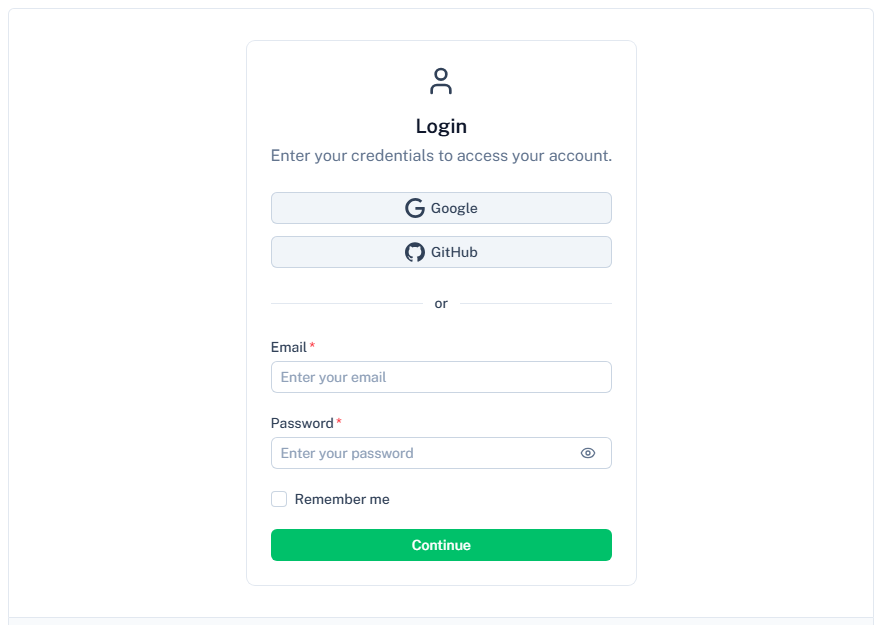 Login
Enter your credentials to access your account.
Google
GitHub
or
Email*
Enter your email
Password*
Enter your password
Remember me
Continue